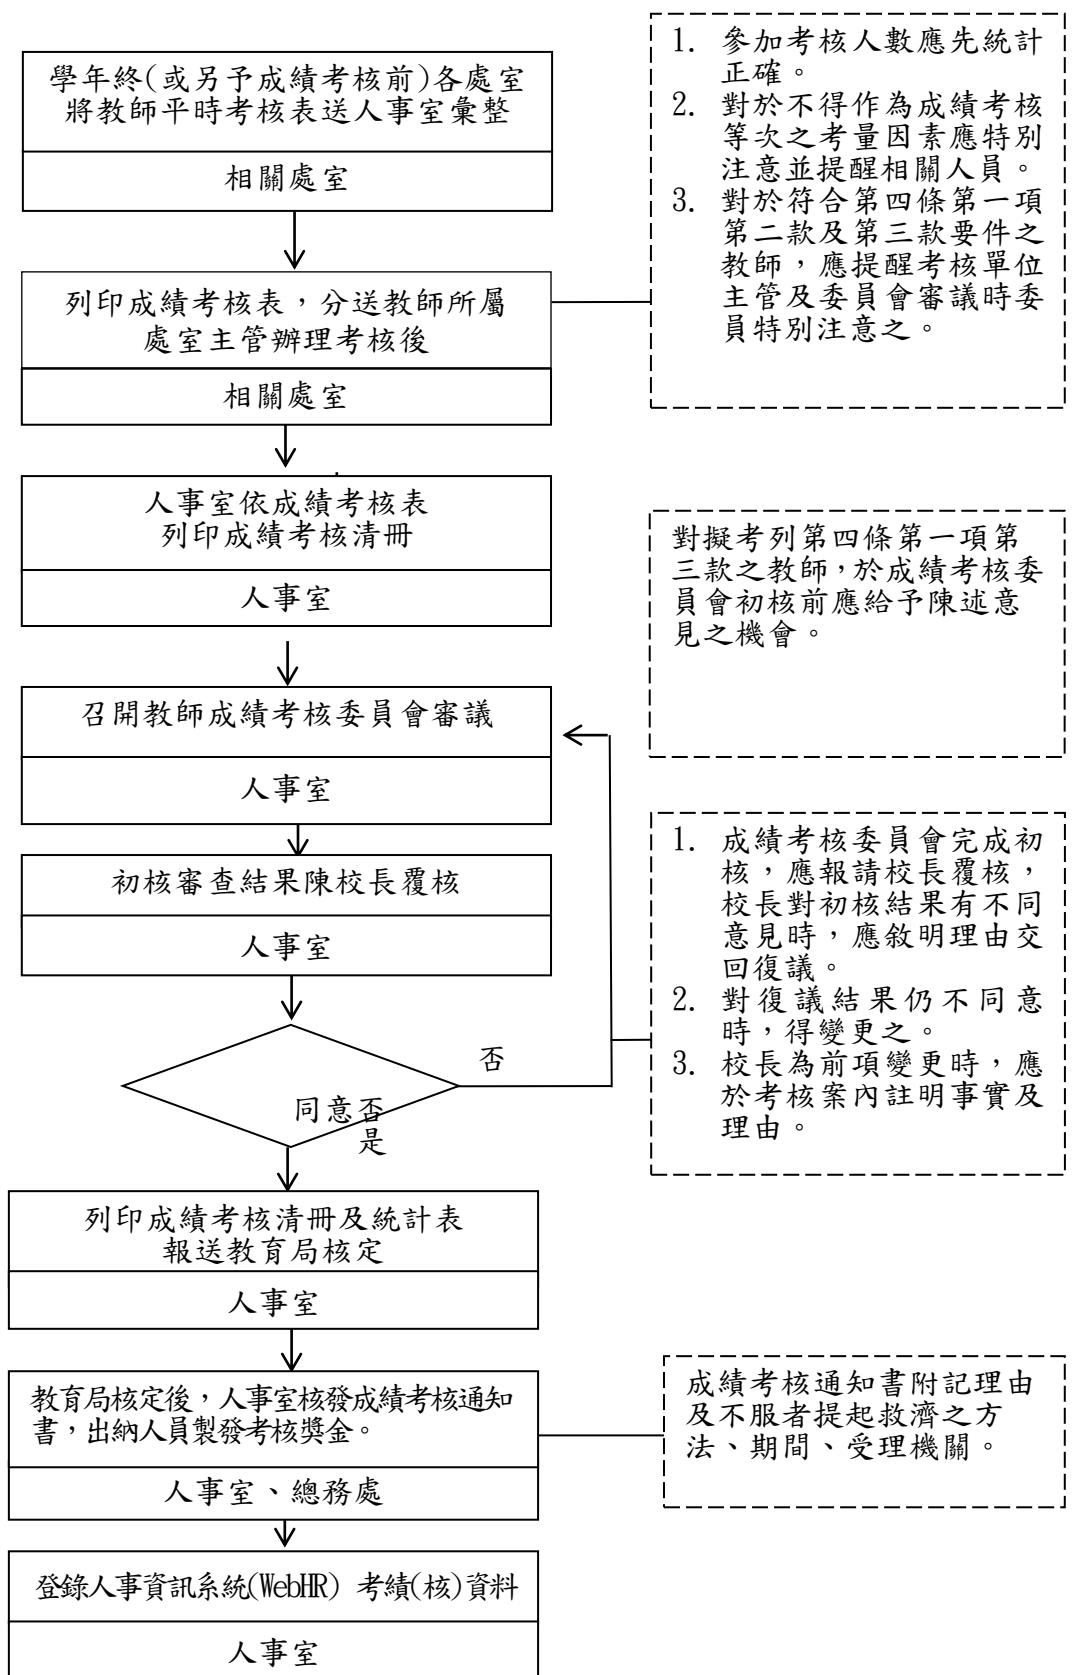 學年終(或另予成績考核前)各處室
將教師平時考核表送人事室彙整
相關處室
1. 參加考核人數應先統計
正確。
2. 對於不得作為成績考核
等次之考量因素應特別
注意並提醒相關人員。
3. 對於符合第四條第一項
第二款及第三款要件之
教師，應提醒考核單位
主管及委員會審議時委
員特別注意之。
列印成績考核表，分送教師所屬
處室主管辦理考核後
相關處室
人事室依成績考核表
列印成績考核清冊
人事室
對擬考列第四條第一項第
三款之教師，於成績考核委
員會初核前應給予陳述意
見之機會。
召開教師成績考核委員會審議
人事室
初核審查結果陳校長覆核
人事室
1. 成績考核委員會完成初
核，應報請校長覆核，
校長對初核結果有不同
意見時，應敘明理由交
回復議。
2. 對復議結果仍不同意
時，得變更之。
3. 校長為前項變更時，應
於考核案內註明事實及
理由。
否
同意否
是
列印成績考核清冊及統計表
報送教育局核定
人事室
教育局核定後，人事室核發成績考核通知
書，出納人員製發考核獎金。
人事室、總務處
成績考核通知書附記理由
及不服者提起救濟之方
法、期間、受理機關。
登錄人事資訊系統(WebHR) 考績(核)資料
人事室